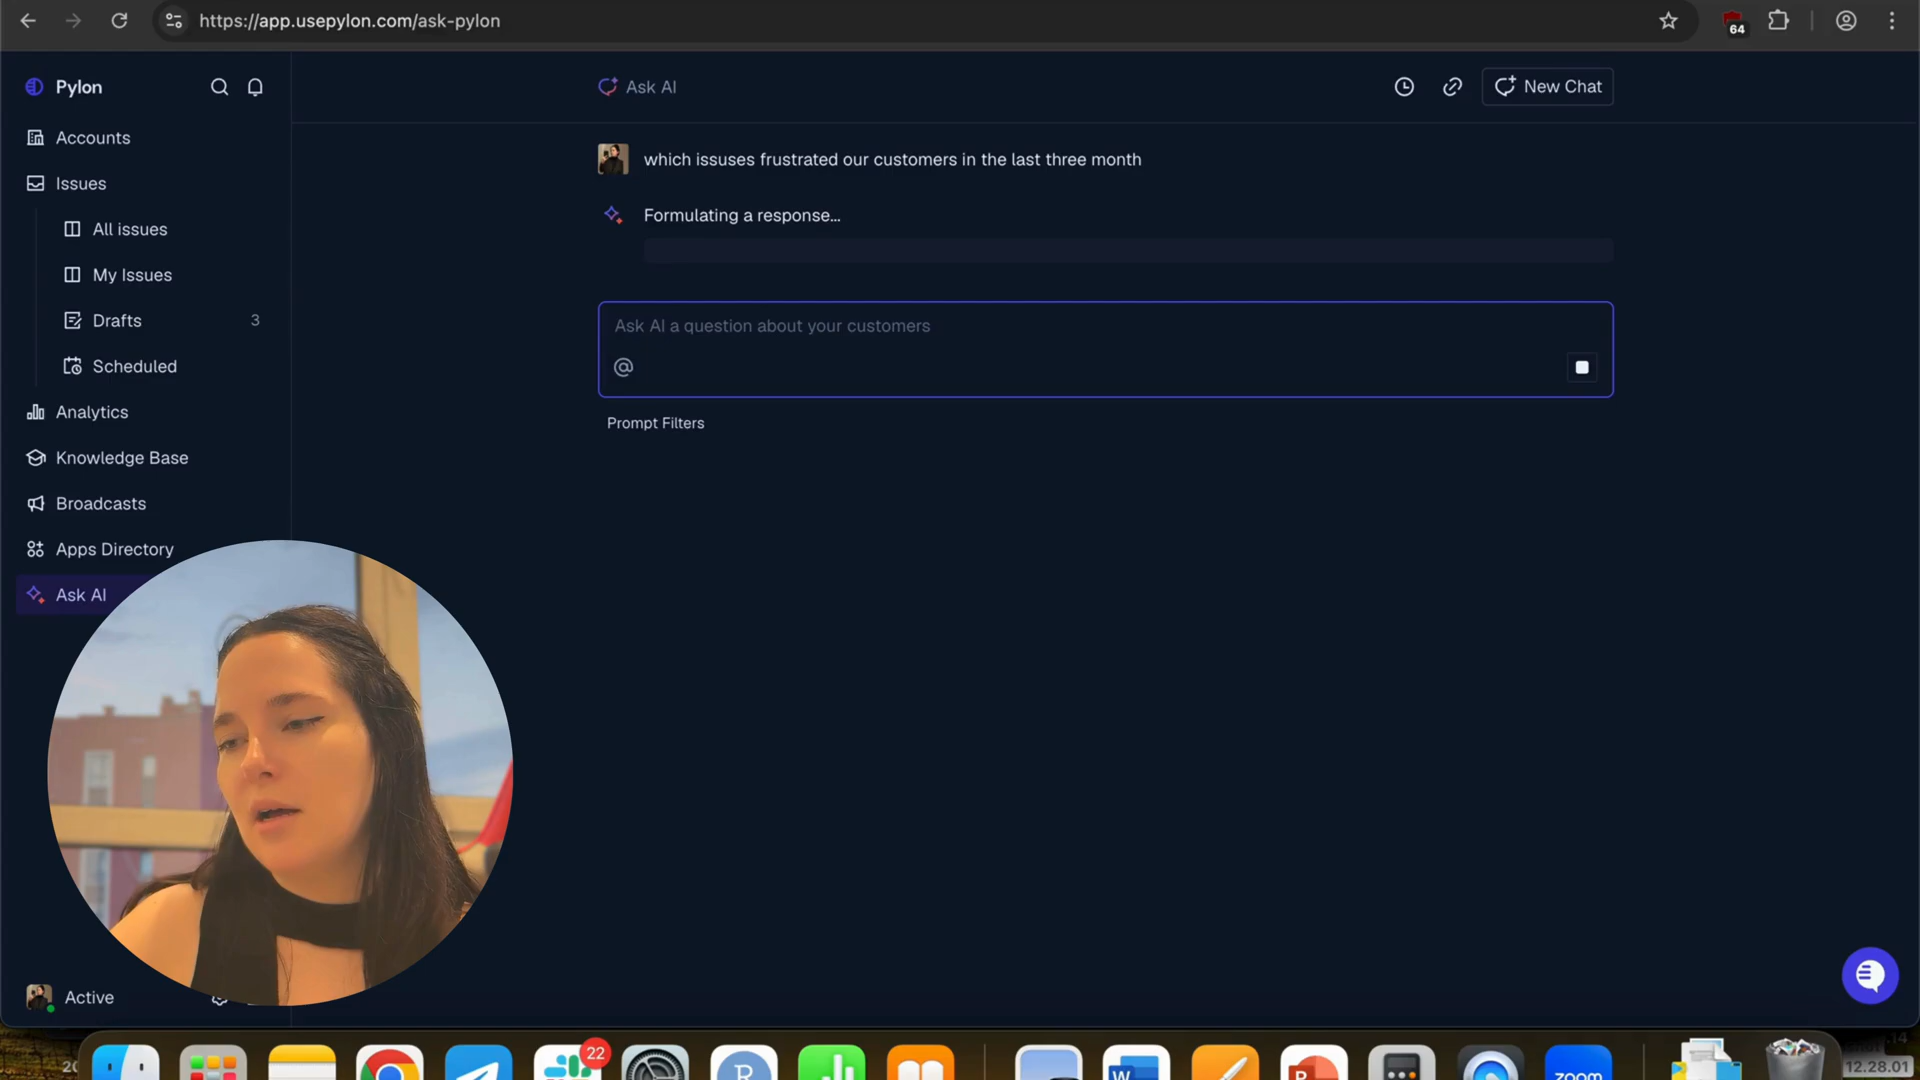 https://app.usepylon.com/ask-pylon
64
Pylon
Ask AI
New Chat
Accounts
which issuses frustrated our customers in the last three month
Issues
Formulating a response...
All issues
My Issues
Drafts
3
Ask AI a question about your customers
Scheduled
Analytics
Prompt Filters
Knowledge Base
Broadcasts
Apps Directory
Ask AI
Active
22
zoom
12.28.01